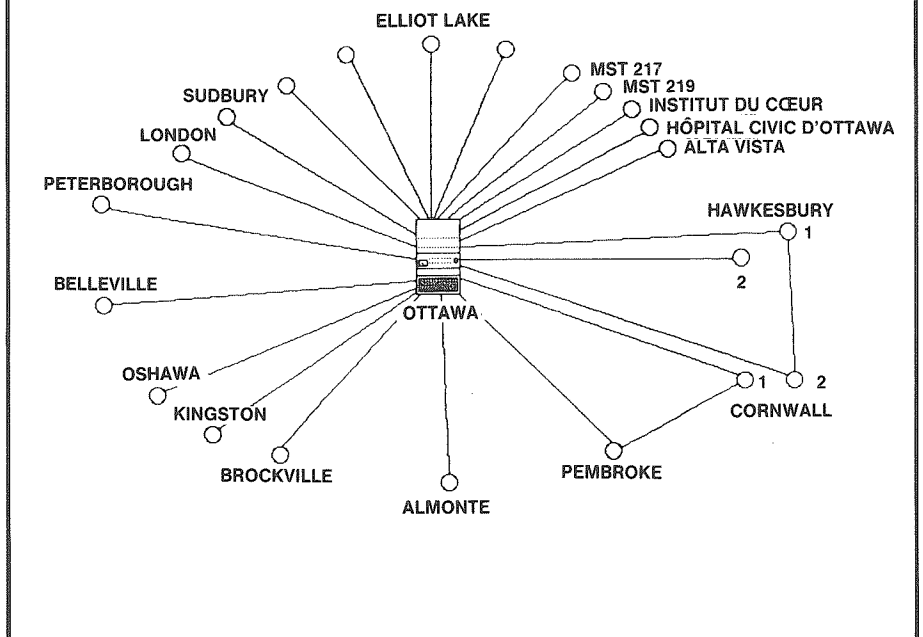 ELLIOT LAKE
MST 217
MST 219
SUDBURY
INSTITUT DU CŒUR
HÔPITAL CIVIC D'OTTAWA
LONDON
ALTA VISTA
PETERBOROUGH
HAWKESBURY
1
2
BELLEVILLE
OTTAWA
OSHAWA
1
2
KINGSTON
CORNWALL
BROCKVILLE
PEMBROKE
ALMONTE